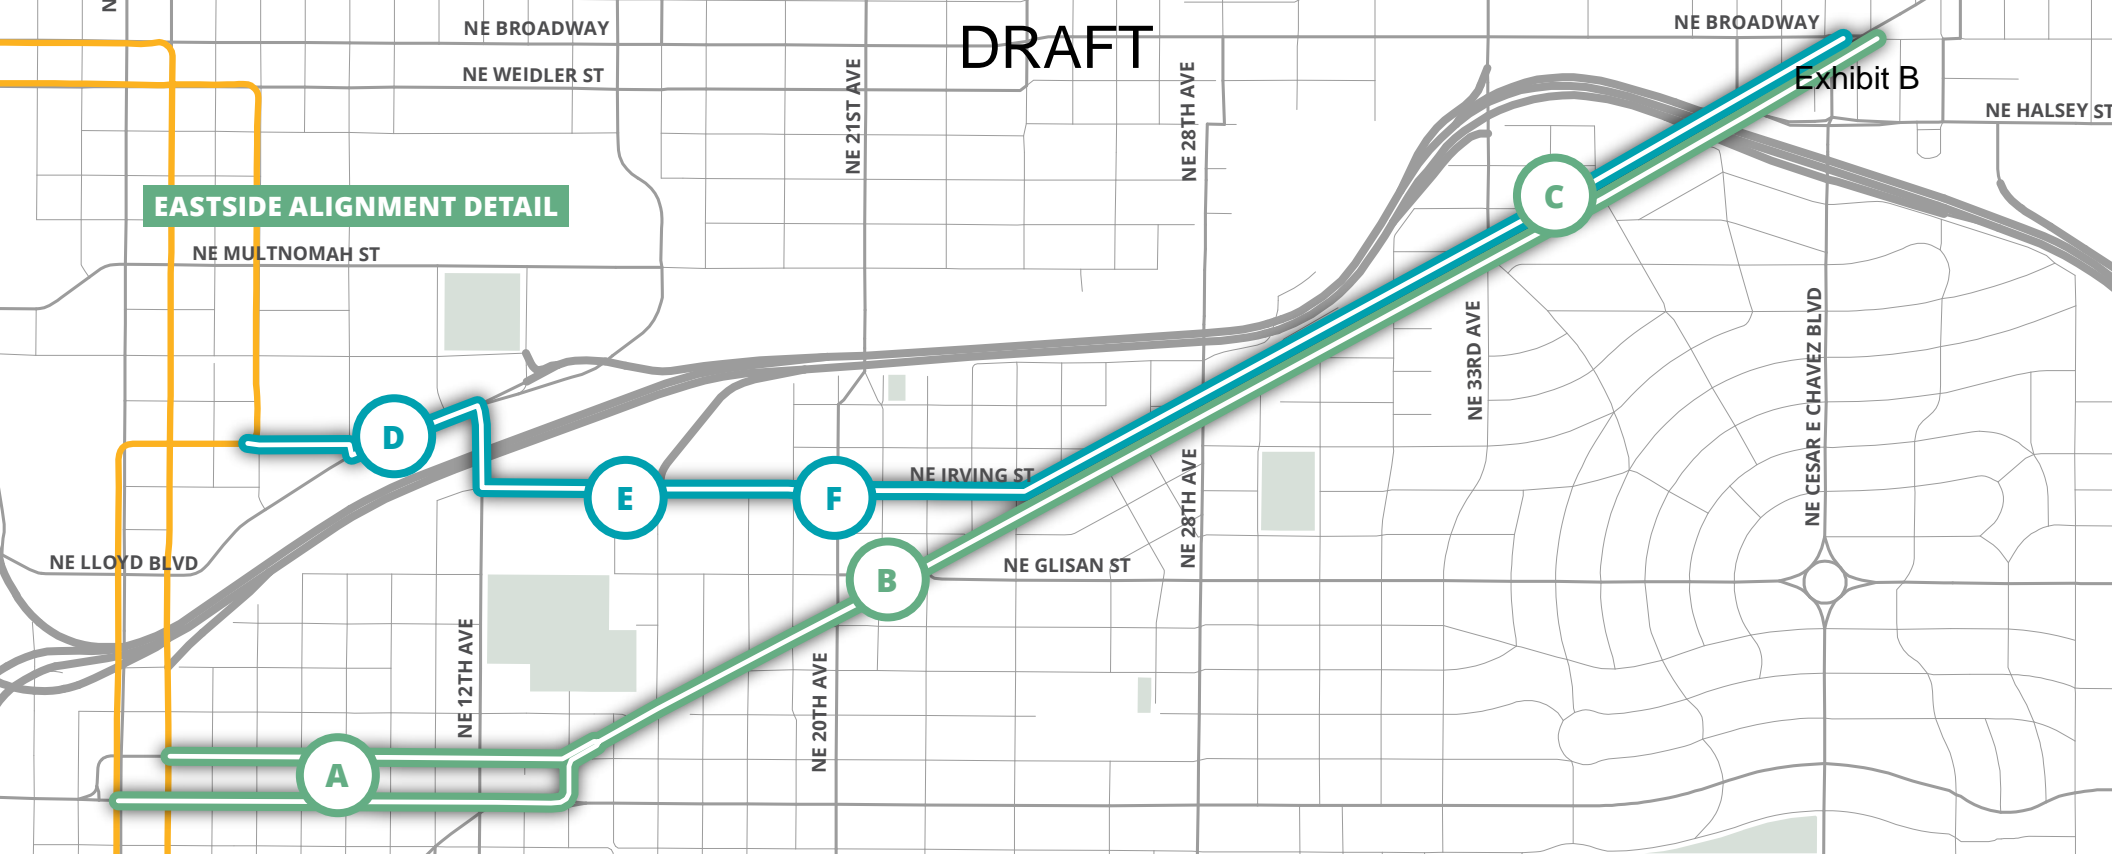 N
NE BROADWAY
DRAFT
NE BROADWAY
NE WEIDLER ST
NE 21ST AVE
NE 28TH AVE
Exhibit B
NE HALSEY ST
EASTSIDE ALIGNMENT DETAIL
C
NE MULTNOMAH ST
NE 33RD AVE
NE CESAR E CHAVEZ BLVD
D
NE IRVING ST
E
F
NE 28TH AVE
NE LLOYD BLVD
B
NE GLISAN ST
NE 12TH AVE
NE 20TH AVE
A